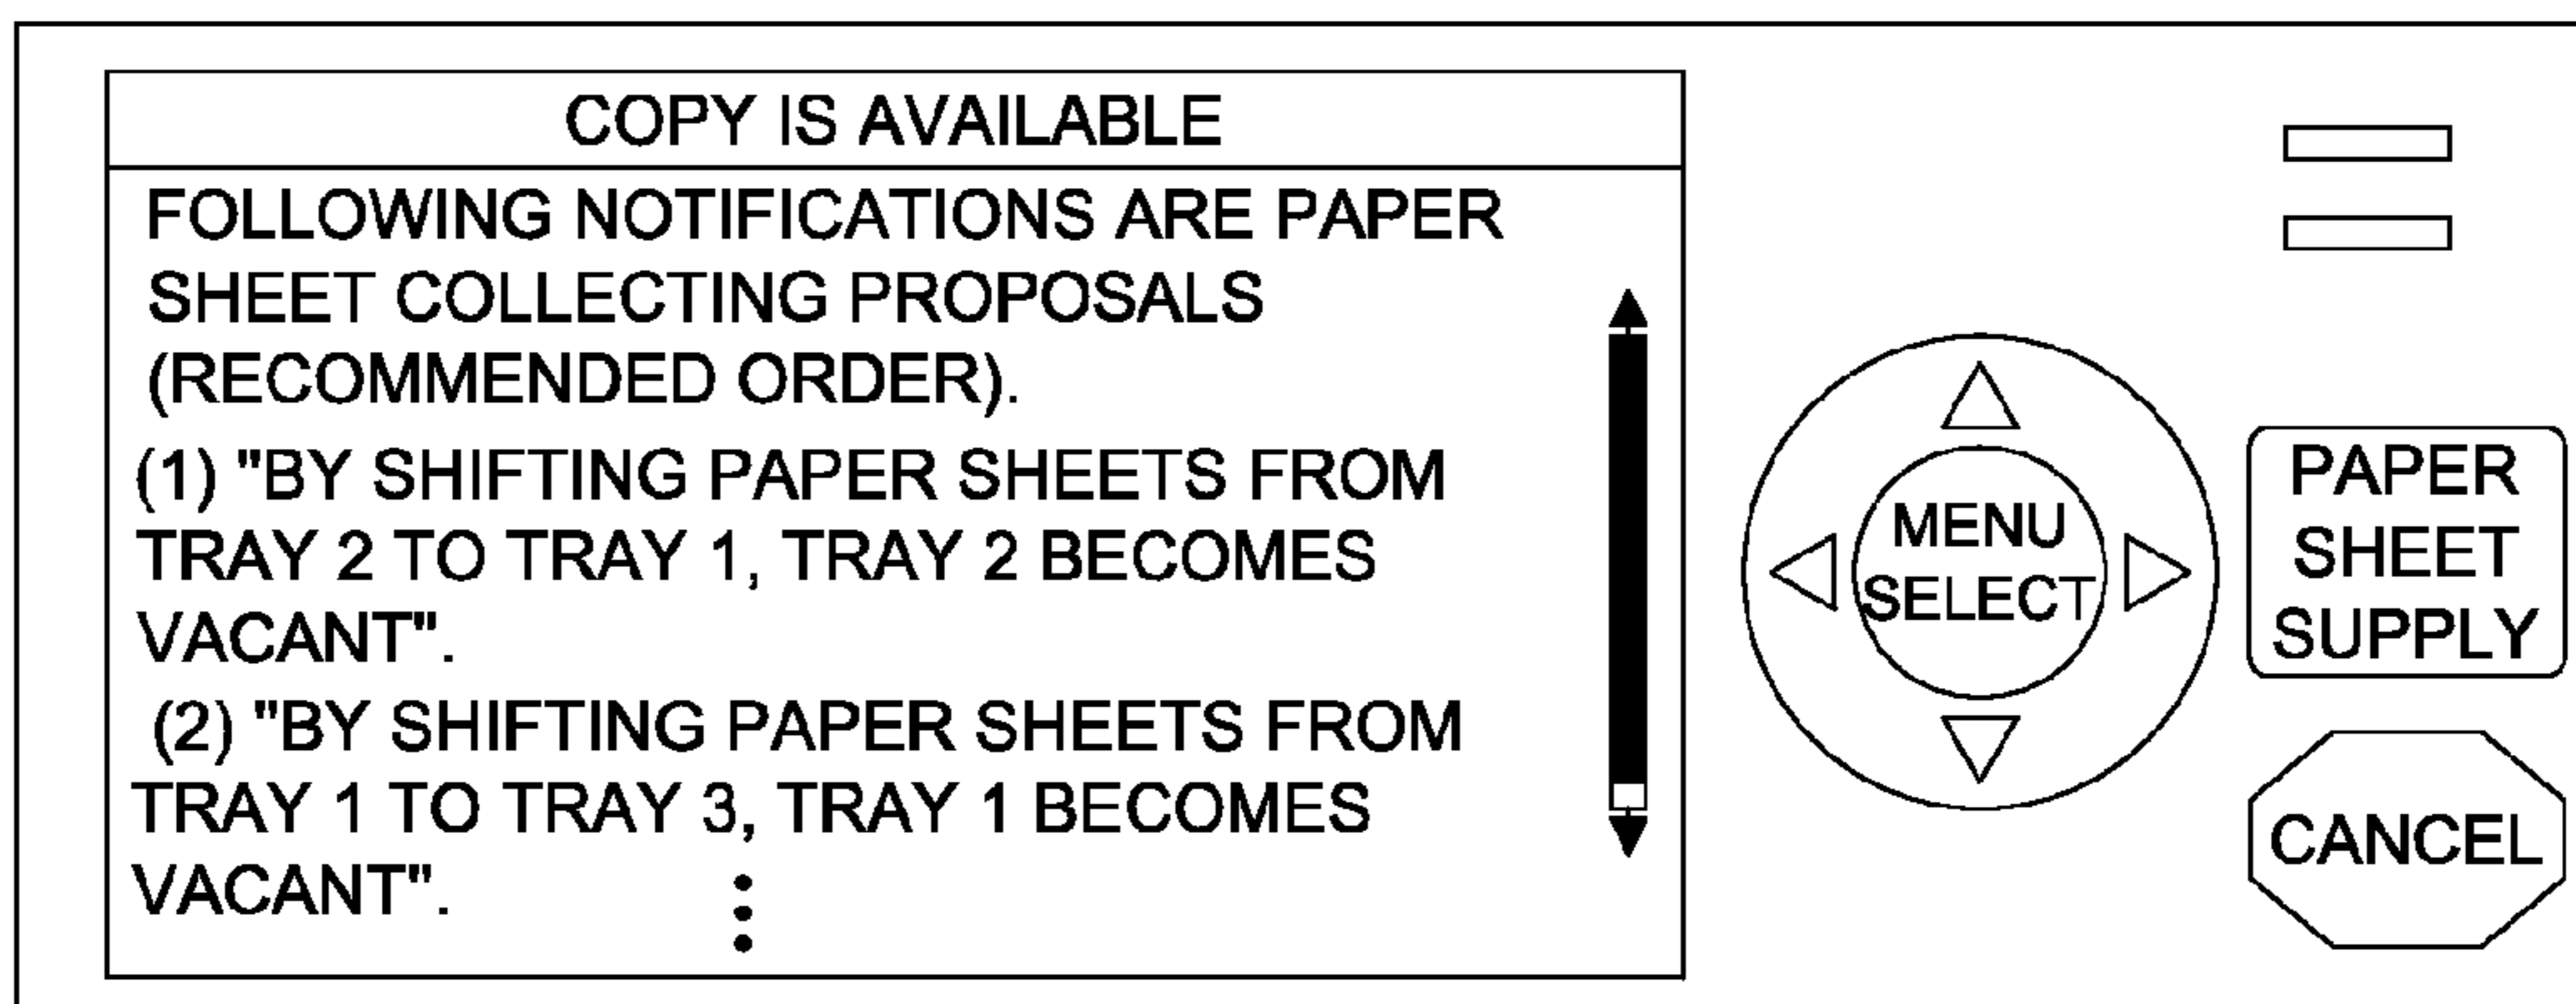 COPY IS AVAILABLE
FOLLOWING NOTIFICATIONS ARE PAPER
SHEET COLLECTING PROPOSALS
(RECOMMENDED ORDER).
(1) "BY SHIFTING PAPER SHEETS FROM
TRAY 2 TO TRAY 1, TRAY 2 BECOMES
VACANT".
(2) "BY SHIFTING PAPER SHEETS FROM
TRAY 1 TO TRAY 3, TRAY 1 BECOMES
VACANT".
MENU
SELECT
PAPER
SHEET
SUPPLY
CANCEL